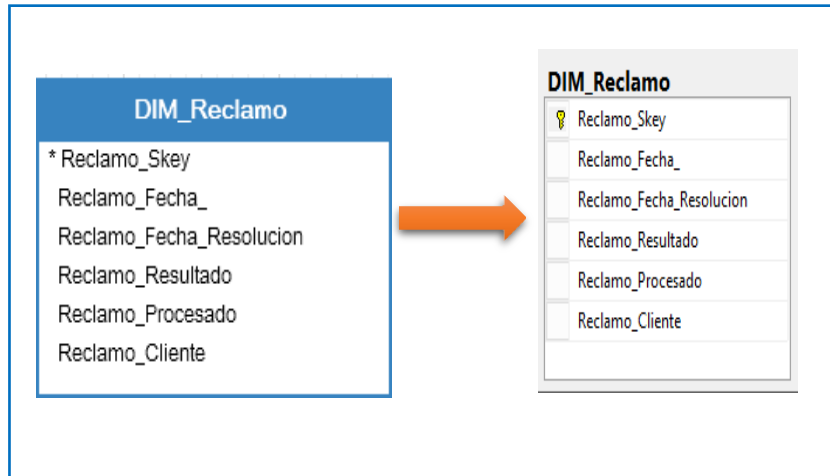 DIM_Reclamo
* Reclamo_Skey
Reclamo_Fecha_
Reclamo_Fecha_Resolucion
Reclamo_Resultado
Reclamo_Procesado
Reclamo_Cliente
DIM_Reclamo
Reclamo_Skey
Reclamo_Fecha_
Reclamo_Fecha_Resolucion
Reclamo_Resultado
Reclamo_Procesado
Reclamo_Cliente